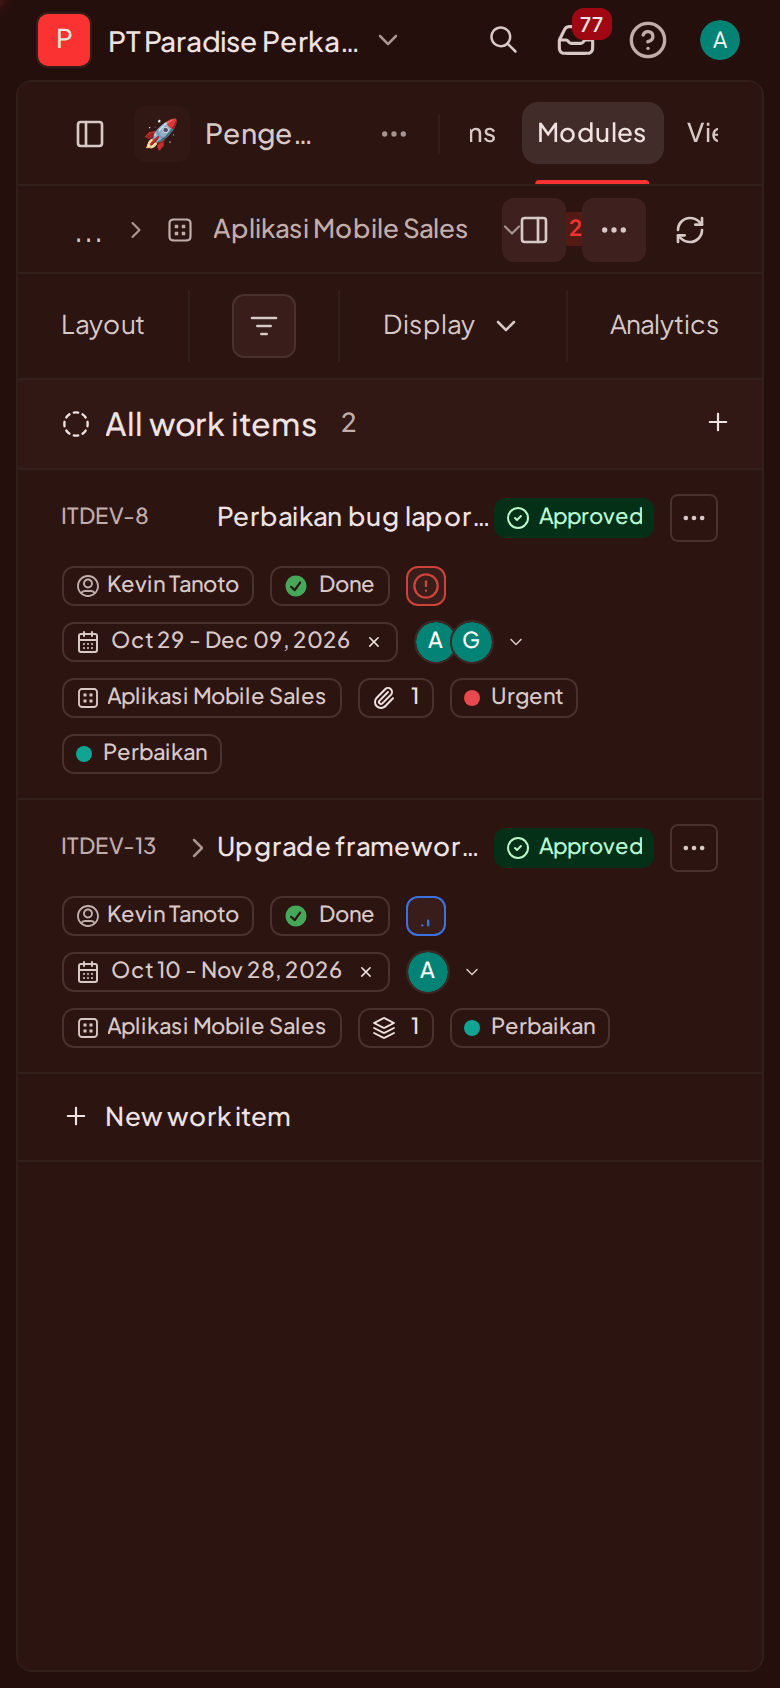 P PT Paradise Perka... 77 A
Penge... ns Modules Vie
... Aplikasi Mobile Sales 2
Layout Display Analytics
All work items 2
ITDEV-8 Perbaikan bug lapor... Approved
Kevin Tanoto Done
Oct 29 - Dec 09, 2026 A G
Aplikasi Mobile Sales 1 Urgent
Perbaikan
ITDEV-13 Upgrade framewor... Approved
Kevin Tanoto Done
Oct 10 - Nov 28, 2026 A
Aplikasi Mobile Sales 1 Perbaikan
New work item